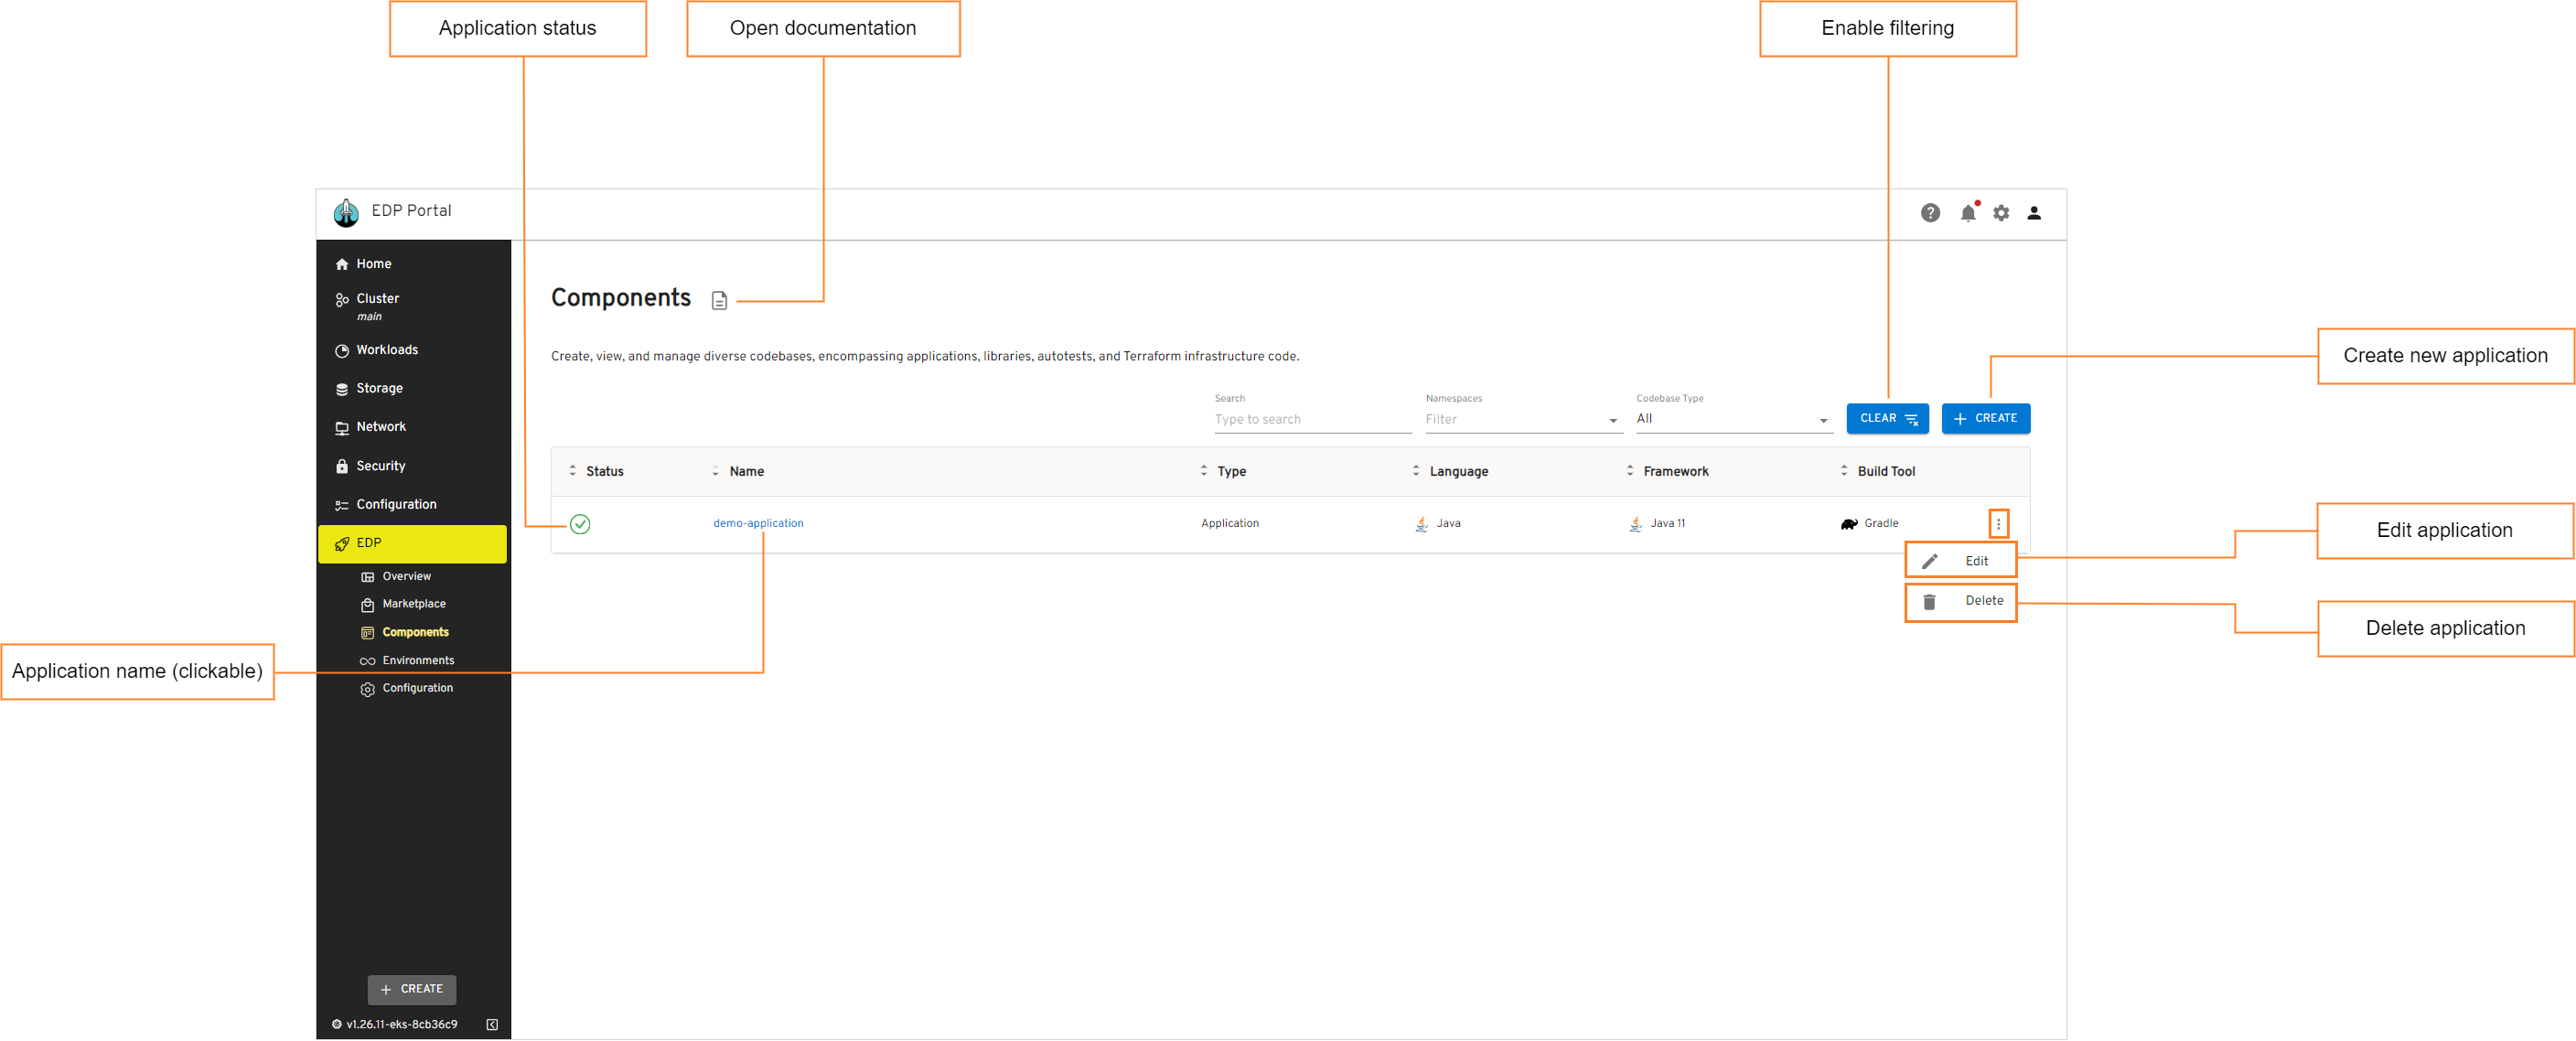 Application status
Open documentation
Enable filtering
EDP Portal
Home
Cluster
main
Workloads
Storage
Network
Security
Configuration
EDP
Overview
Marketplace
Components
Environments
Configuration
+ CREATE
v1.26.11-eks-8cb36c9
Components
Create, view, and manage diverse codebases, encompassing applications, libraries, autotests, and Terraform infrastructure code.
Search
Type to search
Namespaces
Filter
Codebase Type
All
CLEAR
+ CREATE
Status Name Type Language Framework Build Tool
demo-application Application Java Java 11 Gradle
Edit
Delete
Create new application
Edit application
Delete application
Application name (clickable)